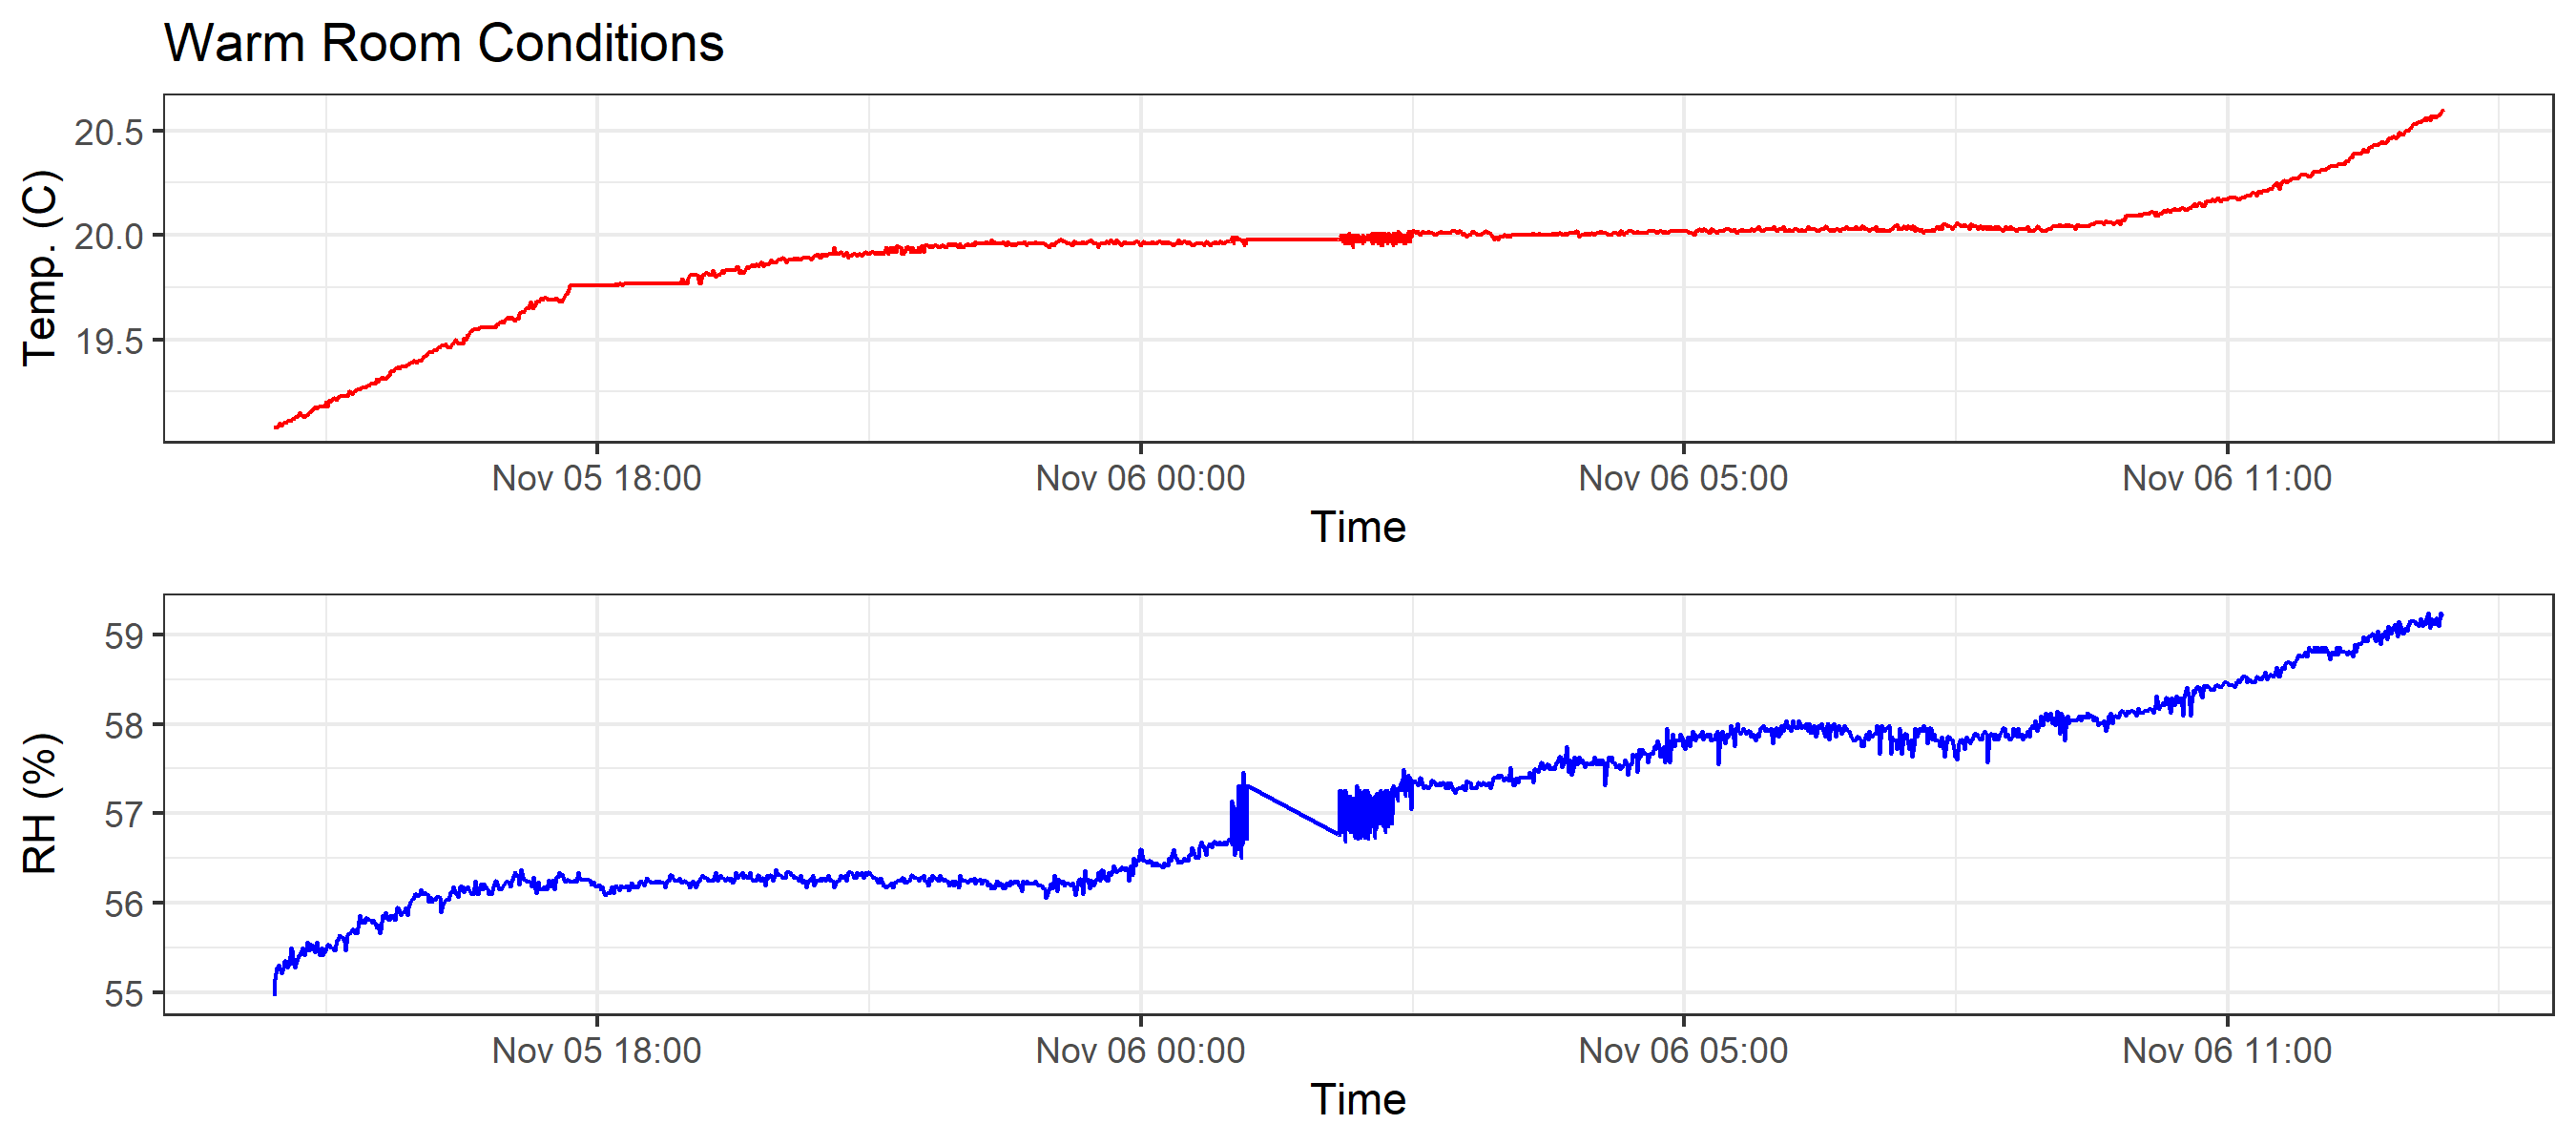 Warm Room Conditions
Temp. (C)
20.5
20.0
19.5
Nov 05 18:00 Nov 06 00:00 Nov 06 05:00 Nov 06 11:00
Time
RH (%)
59
58
57
56
55
Nov 05 18:00 Nov 06 00:00 Nov 06 05:00 Nov 06 11:00
Time